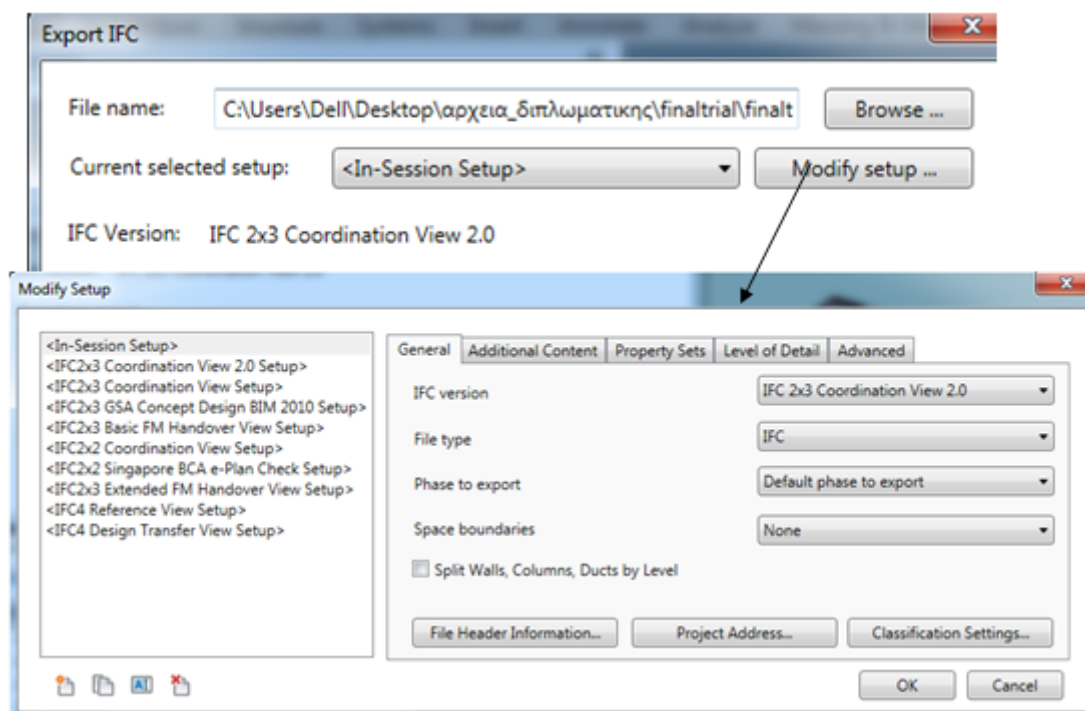 Export IFC
File name: C:\Users\Dell\Desktop\αρχεια_διπλωματικης\finaltrial\finalt Browse ...
Current selected setup: <In-Session Setup> Modify setup ...
IFC Version: IFC 2x3 Coordination View 2.0
Modify Setup
<In-Session Setup>
<IFC2x3 Coordination View 2.0 Setup>
<IFC2x3 Coordination View Setup>
<IFC2x3 GSA Concept Design BIM 2010 Setup>
<IFC2x3 Basic FM Handover View Setup>
<IFC2x2 Coordination View Setup>
<IFC2x2 Singapore BCA e-Plan Check Setup>
<IFC2x3 Extended FM Handover View Setup>
<IFC4 Reference View Setup>
<IFC4 Design Transfer View Setup>
General Additional Content Property Sets Level of Detail Advanced
IFC version IFC 2x3 Coordination View 2.0
File type IFC
Phase to export Default phase to export
Space boundaries None
Split Walls, Columns, Ducts by Level
File Header Information... Project Address... Classification Settings...
OK Cancel